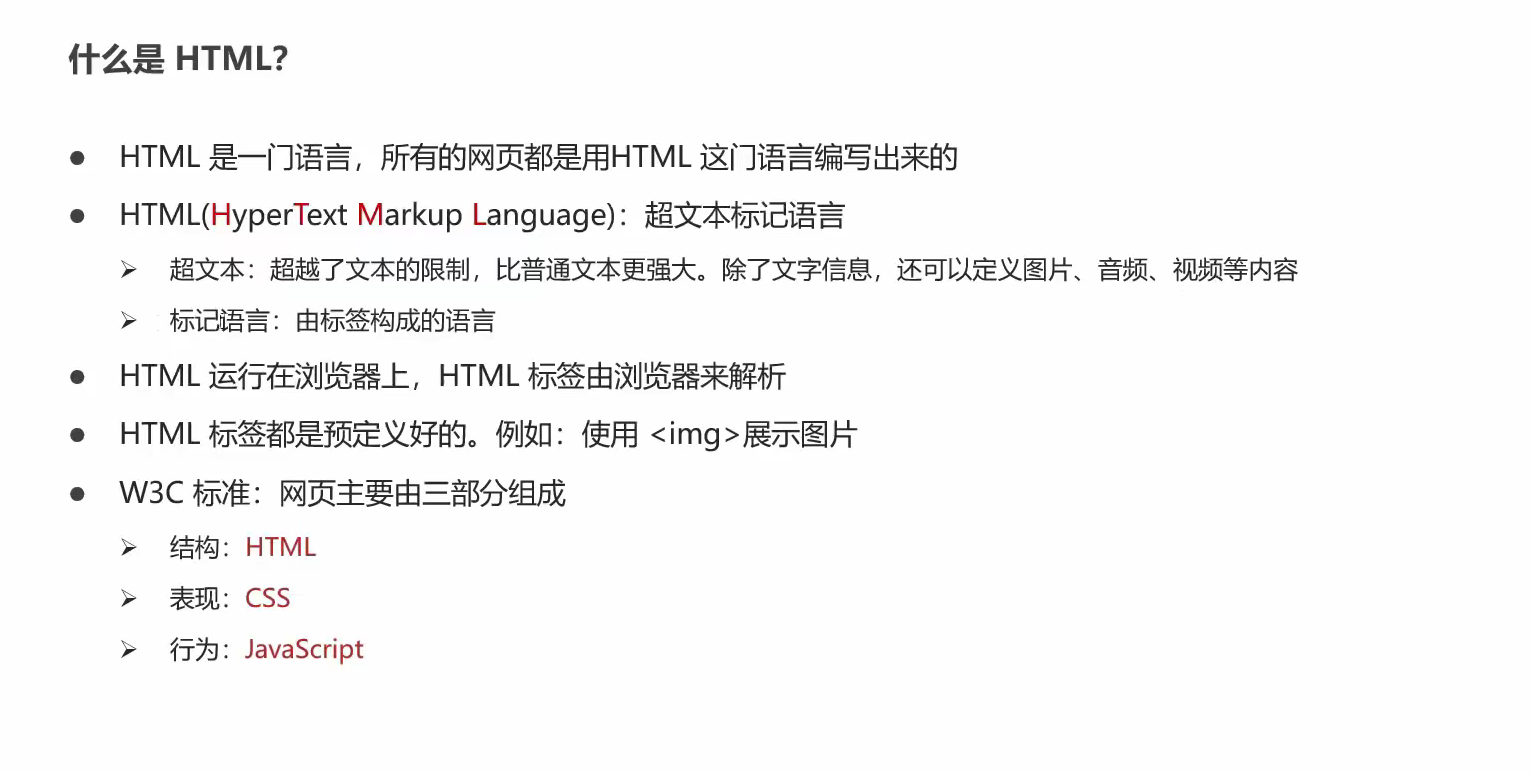 什么是 HTML?
● HTML 是一门语言，所有的网页都是用HTML 这门语言编写出来的
● HTML(HyperText Markup Language)：超文本标记语言
➢ 超文本：超越了文本的限制，比普通文本更强大。除了文字信息，还可以定义图片、音频、视频等内容
➢ 标记语言：由标签构成的语言
● HTML 运行在浏览器上，HTML 标签由浏览器来解析
● HTML 标签都是预定义好的。例如：使用 <img>展示图片
● W3C 标准：网页主要由三部分组成
➢ 结构：HTML
➢ 表现：CSS
➢ 行为：JavaScript